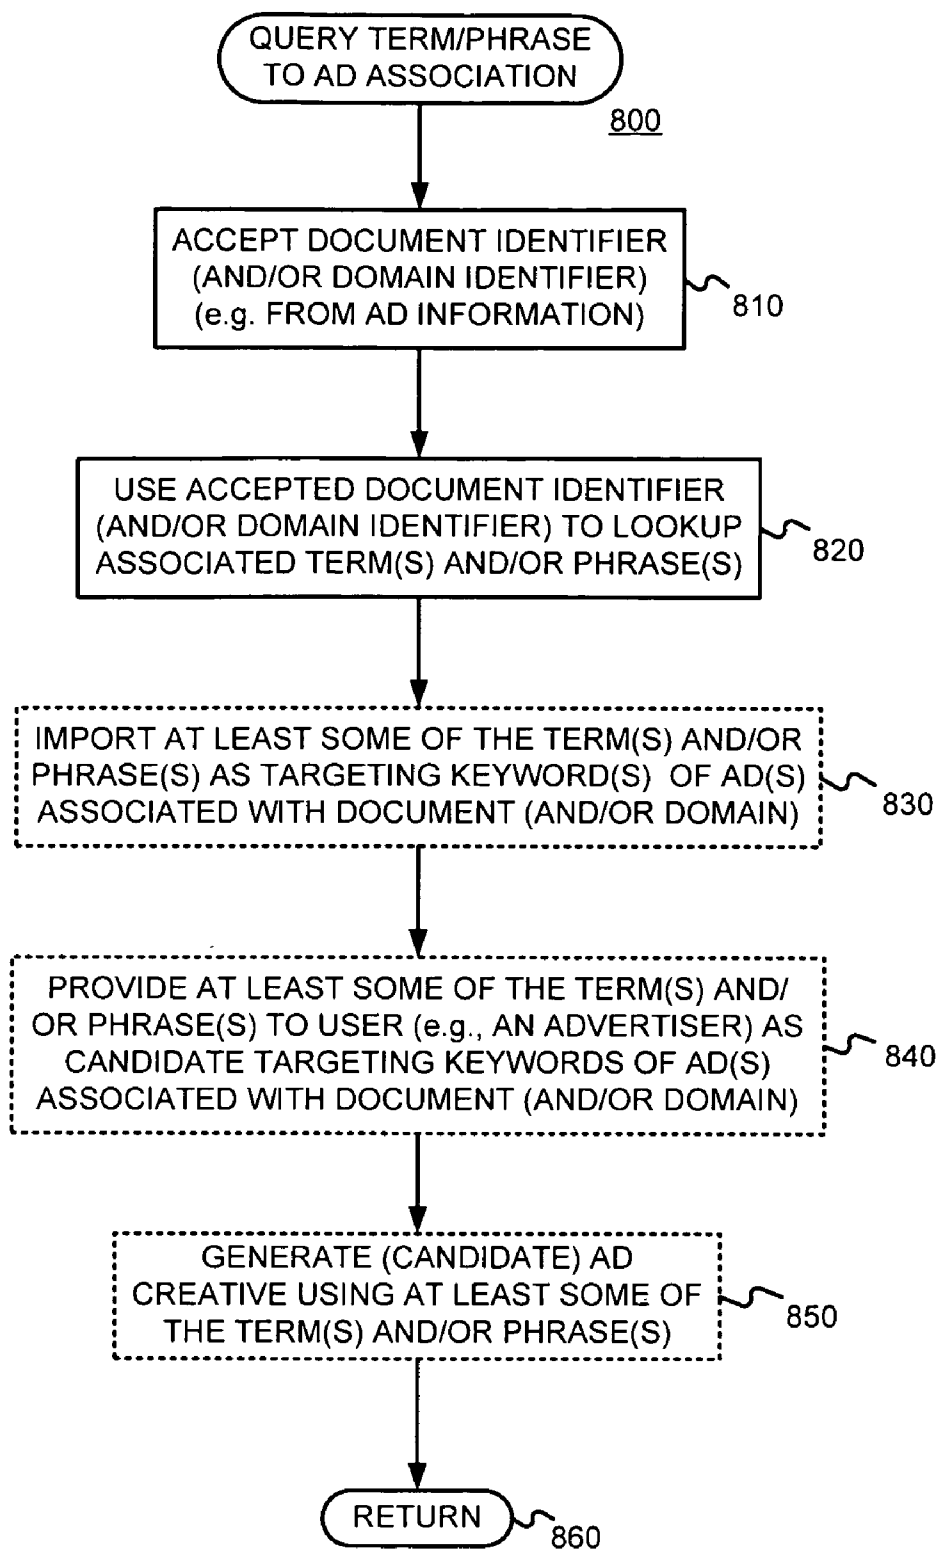 QUERY TERM/PHRASE
TO AD ASSOCIATION
800
ACCEPT DOCUMENT IDENTIFIER
(AND/OR DOMAIN IDENTIFIER)
(e.g. FROM AD INFORMATION)
810
USE ACCEPTED DOCUMENT IDENTIFIER
(AND/OR DOMAIN IDENTIFIER) TO LOOKUP
ASSOCIATED TERM(S) AND/OR PHRASE(S)
820
IMPORT AT LEAST SOME OF THE TERM(S) AND/OR
PHRASE(S) AS TARGETING KEYWORD(S) OF AD(S)
ASSOCIATED WITH DOCUMENT (AND/OR DOMAIN)
830
PROVIDE AT LEAST SOME OF THE TERM(S) AND/
OR PHRASE(S) TO USER (e.g., AN ADVERTISER) AS
CANDIDATE TARGETING KEYWORDS OF AD(S)
ASSOCIATED WITH DOCUMENT (AND/OR DOMAIN)
840
GENERATE (CANDIDATE) AD
CREATIVE USING AT LEAST SOME OF
THE TERM(S) AND/OR PHRASE(S)
850
RETURN
860